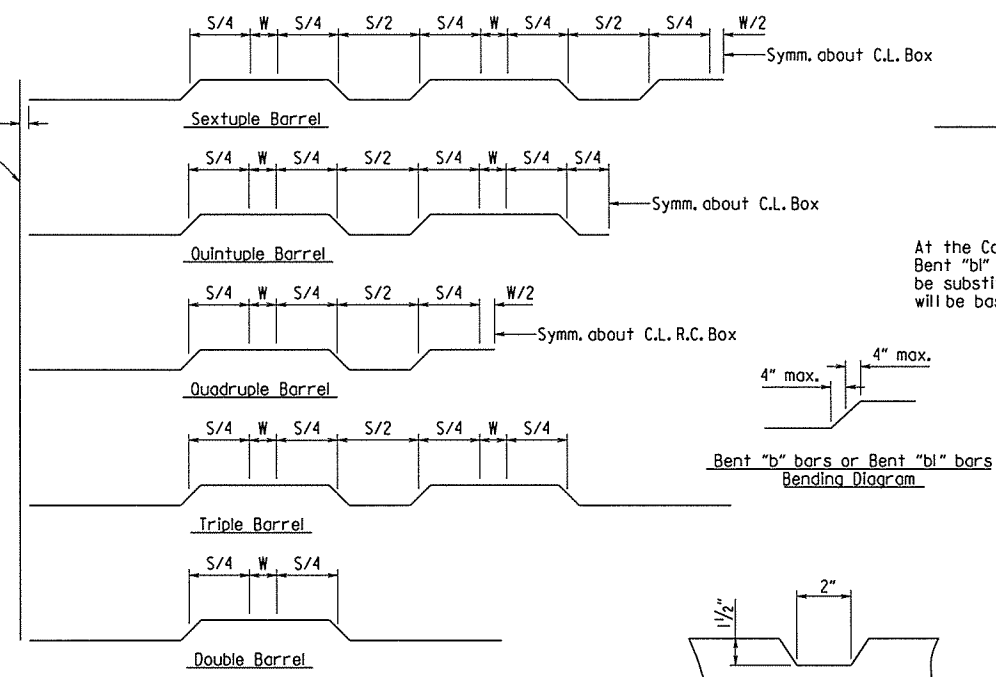 S/4 W S/4 S/2 S/4 W S/4 S/2 S/4 W/2
Symm. about C.L. Box
Sextuple Barrel
S/4 W S/4 S/2 S/4 W S/4 S/4
Symm. about C.L. Box
Quintuple Barrel
At the Co
Bent "bl"
be substi
will be bas
S/4 W S/4 S/2 S/4 W/2
Symm. about C.L. R.C. Box
Quadruple Barrel
4" max.
4" max.
Bent "b" bars or Bent "bl" bars
Bending Diagram
S/4 W S/4 S/2 S/4 W S/4
Triple Barrel
S/4 W S/4
Double Barrel
2"
1½"